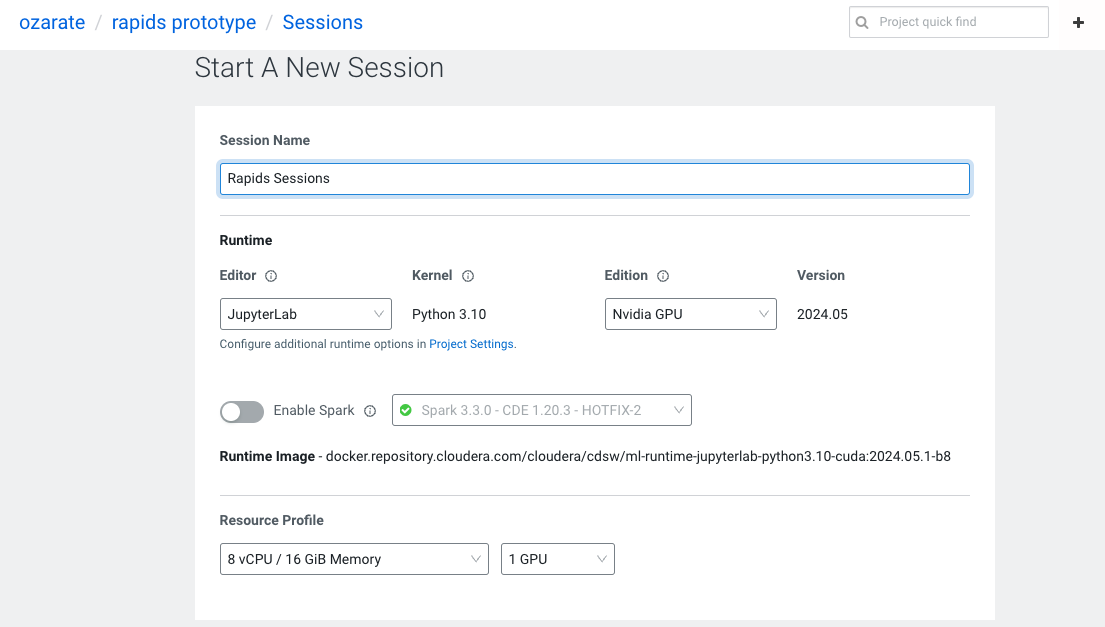 ozarate / rapids prototype / Sessions
Project quick find
+
Start A New Session
Session Name
Rapids Sessions
Runtime
Editor Kernel Edition Version
JupyterLab Python 3.10 Nvidia GPU 2024.05
Configure additional runtime options in Project Settings.
Enable Spark Spark 3.3.0 - CDE 1.20.3 - HOTFIX-2
Runtime Image - docker.repository.cloudera.com/cloudera/cdsw/ml-runtime-jupyterlab-python3.10-cuda:2024.05.1-b8
Resource Profile
8 vCPU / 16 GiB Memory 1 GPU